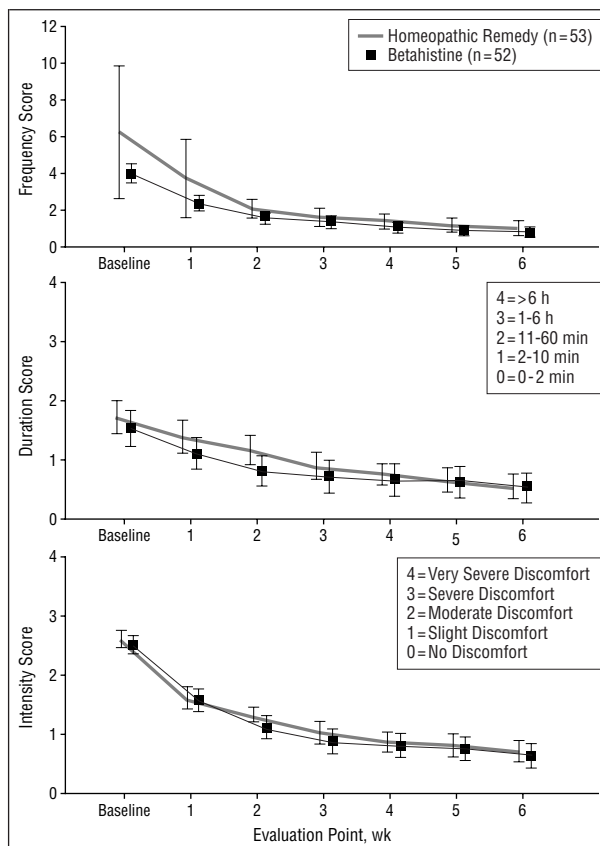 Homeopathic Remedy (n=53)
Betahistine (n=52)
Frequency Score
12
10
8
6
4
2
0
Baseline 1 2 3 4 5 6
4=>6 h
3=1-6 h
2=11-60 min
1=2-10 min
0=0-2 min
Duration Score
4
3
2
1
0
Baseline 1 2 3 4 5 6
4=Very Severe Discomfort
3=Severe Discomfort
2=Moderate Discomfort
1=Slight Discomfort
0=No Discomfort
Intensity Score
4
3
2
1
0
Baseline 1 2 3 4 5 6
Evaluation Point, wk